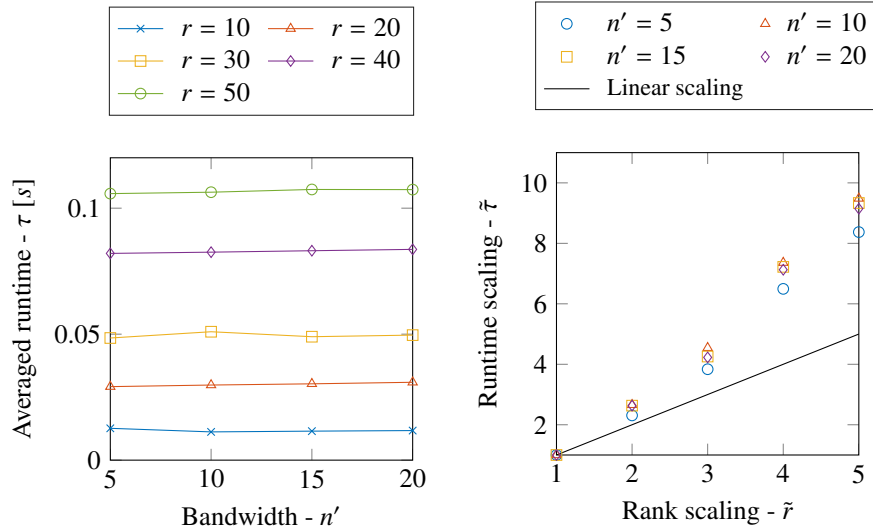 r = 10
r = 20
r = 30
r = 40
r = 50
0.1
0.05
0
5
10
15
20
Averaged runtime - τ [s]
Bandwidth - n′
n′ = 5
n′ = 10
n′ = 15
n′ = 20
Linear scaling
10
8
6
4
2
1
2
3
4
5
Runtime scaling - τ̃
Rank scaling - r̃